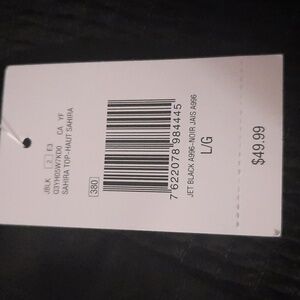 JBLK 2 E3
G3YH05W7KD0 CA YF
SAHIRA TOP-HAUT SAHIRA
380
7 622078 984445
JET BLACK A996-NOIR JAIS A996
L/G
$49.99